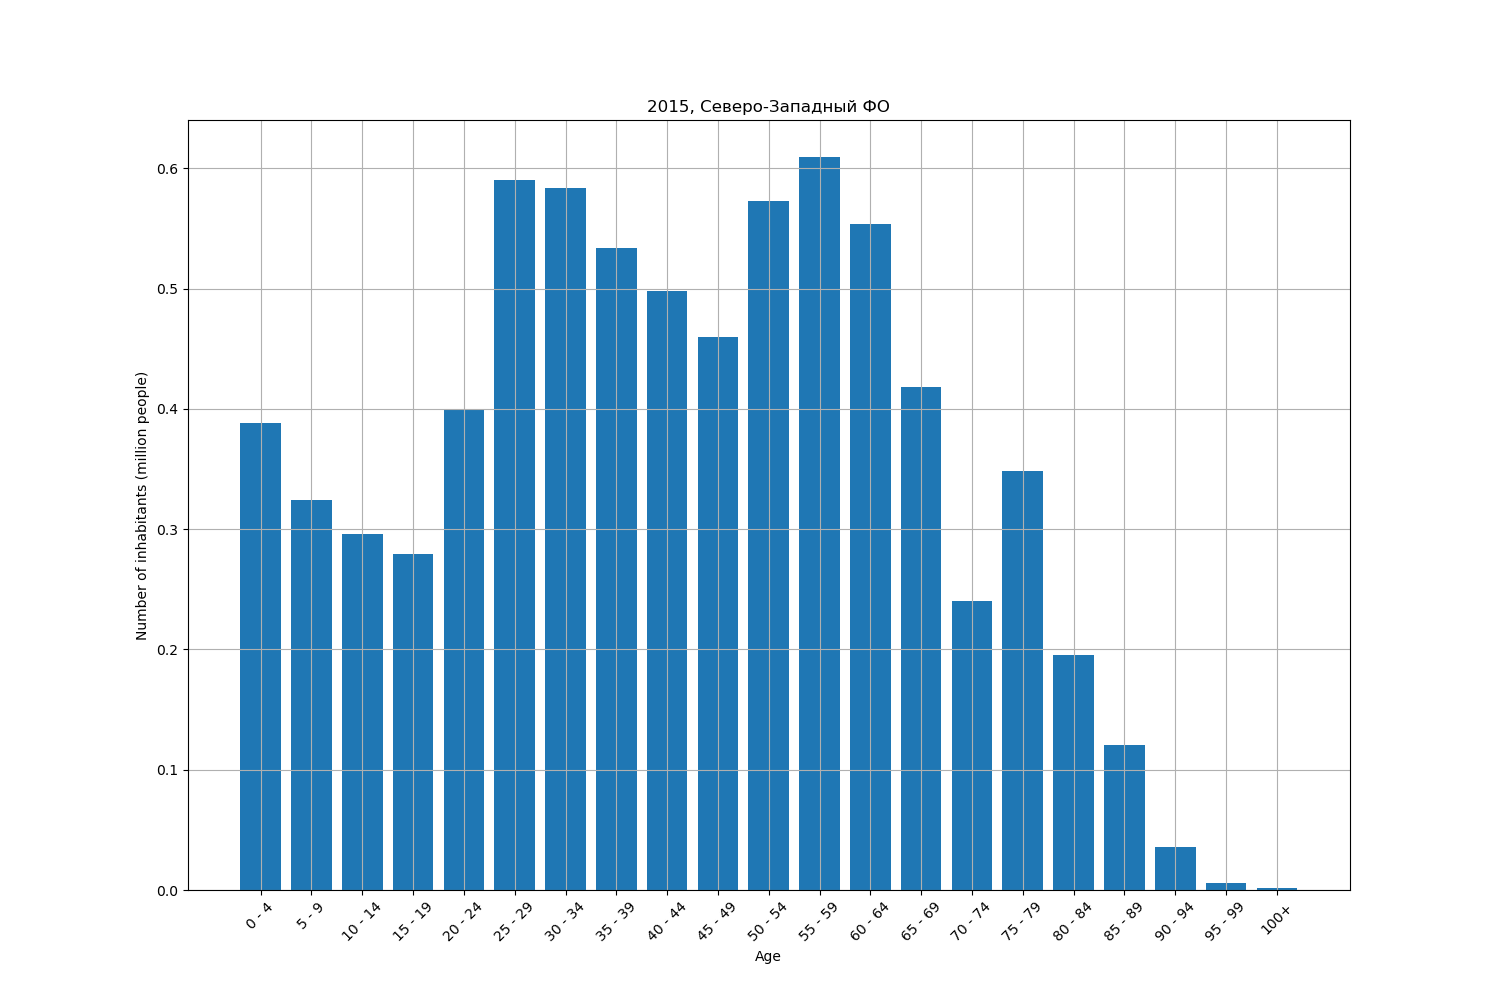 2015, Северо-Западный ФО
Number of inhabitants (million people)
0.6
0.5
0.4
0.3
0.2
0.1
0.0
0 - 4
5 - 9
10 - 14
15 - 19
20 - 24
25 - 29
30 - 34
35 - 39
40 - 44
45 - 49
50 - 54
55 - 59
60 - 64
65 - 69
70 - 74
75 - 79
80 - 84
85 - 89
90 - 94
95 - 99
100+
Age